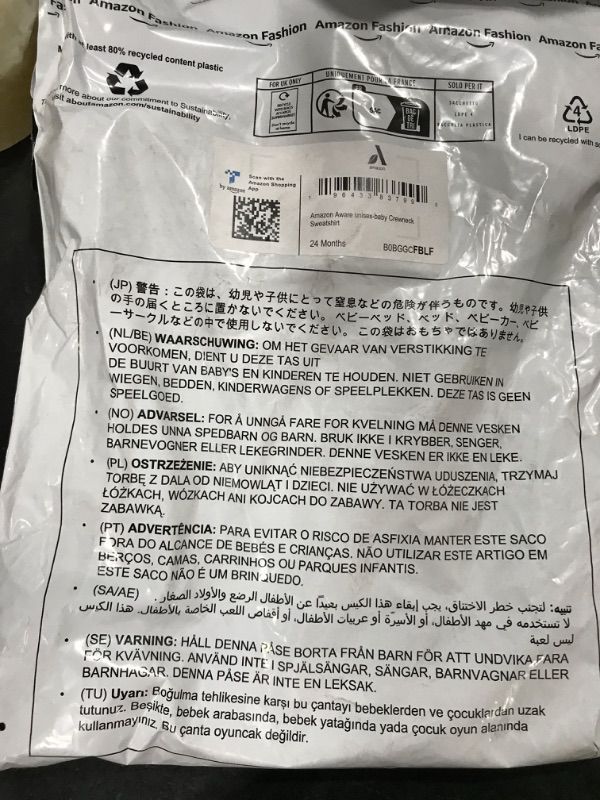 Amazon Fashion Amazon Fashion Amazon Fashion Amazon Fashion Amazon Fa
least 80% recycled content plastic
more about our commitment to Sustainability,
visit aboutamazon.com/sustainability
FOR UK ONLY
RECYCLE
Don't recycle at home
UNIQUEMENT POUR LA FRANCE
SAC
BAC DE TRI
SOLO PER IT
SACCHETTO
LDPE 4
RACCOLTA PLASTICA
4
LDPE
I can be recycled with
by amazon
Scan with the Amazon Shopping App
amazon
Amazon Aware unisex-baby Crewneck
Sweatshirt
24 Months B0BGGCFBLF
• (JP) 警告：この袋は、幼児や子供にとって窒息などの危険が伴うものです。幼児や子供
の手の届くところに置かないでください。 ベビーベッド、ベッド、ベビーカー、ベビ
ーサークルなどの中で使用しないでください。 この袋はおもちゃではありません。
• (NL/BE) WAARSCHUWING: OM HET GEVAAR VAN VERSTIKKING TE
VOORKOMEN, DIENT U DEZE TAS UIT
DE BUURT VAN BABY'S EN KINDEREN TE HOUDEN. NIET GEBRUIKEN IN
WIEGEN, BEDDEN, KINDERWAGENS OF SPEELPLEKKEN. DEZE TAS IS GEEN
SPEELGOED.
• (NO) ADVARSEL: FOR Å UNNGÅ FARE FOR KVELNING MÅ DENNE VESKEN
HOLDES UNNA SPEDBARN OG BARN. BRUK IKKE I KRYBBER, SENGER,
BARNEVOGNER ELLER LEKEGRINDER. DENNE VESKEN ER IKKE EN LEKE.
• (PL) OSTRZEŻENIE: ABY UNIKNĄĆ NIEBEZPIECZEŃSTWA UDUSZENIA, TRZYMAJ
TORBĘ Z DALA OD NIEMOWLĄT I DZIECI. NIE UŻYWAĆ W ŁÓŻECZKACH
ŁÓŻKACH, WÓZKACH ANI KOJCACH DO ZABAWY. TA TORBA NIE JEST
ZABAWKĄ.
• (PT) ADVERTÊNCIA: PARA EVITAR O RISCO DE ASFIXIA MANTER ESTE SACO
FORA DO ALCANCE DE BEBÉS E CRIANÇAS. NÃO UTILIZAR ESTE ARTIGO EM
BERÇOS, CAMAS, CARRINHOS OU PARQUES INFANTIS.
ESTE SACO NÃO É UM BRINQUEDO.
• (SA/AE) تنبيه: لتجنب خطر الاختناق، يجب إبقاء هذا الكيس بعيدًا عن الأطفال الرضع والأولاد الصغار.
لا تستخدمه في مهد الأطفال، أو الأسرّة أو عربيات الأطفال، أو أقفاص اللعب الخاصة بالأطفال. هذا الكيس
ليس لعبة
• (SE) VARNING: HÅLL DENNA PÅSE BORTA FRÅN BARN FÖR ATT UNDVIKA FARA
FÖR KVÄVNING. ANVÄND INTE I SPJÄLSÄNGAR, SÄNGAR, BARNVAGNAR ELLER
BARNHAGAR. DENNA PÅSE ÄR INTE EN LEKSAK.
• (TU) Uyarı: Boğulma tehlikesine karşı bu çantayı bebeklerden ve çocuklardan uzak
tutunuz. Beşikte, bebek arabasında, bebek yatağında yada çocuk oyun alanında
kullanmayınız. Bu çanta oyuncak değildir.